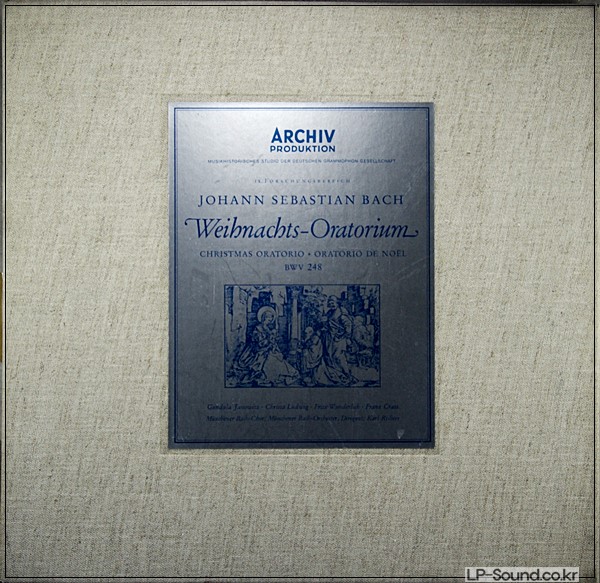 ARCHIV
PRODUKTION
MUSIKHISTORISCHES STUDIO DER DEUTSCHEN GRAMMOPHON GESELLSCHAFT
IX. FORSCHUNGSBEREICH
JOHANN SEBASTIAN BACH
Weihnachts-Oratorium
CHRISTMAS ORATORIO • ORATORIO DE NOËL
BWV 248
Gundula Janowitz · Christa Ludwig · Fritz Wunderlich · Franz Crass
Münchener Bach-Chor / Münchener Bach-Orchester · Dirigent: Karl Richter
LP-Sound.co.kr